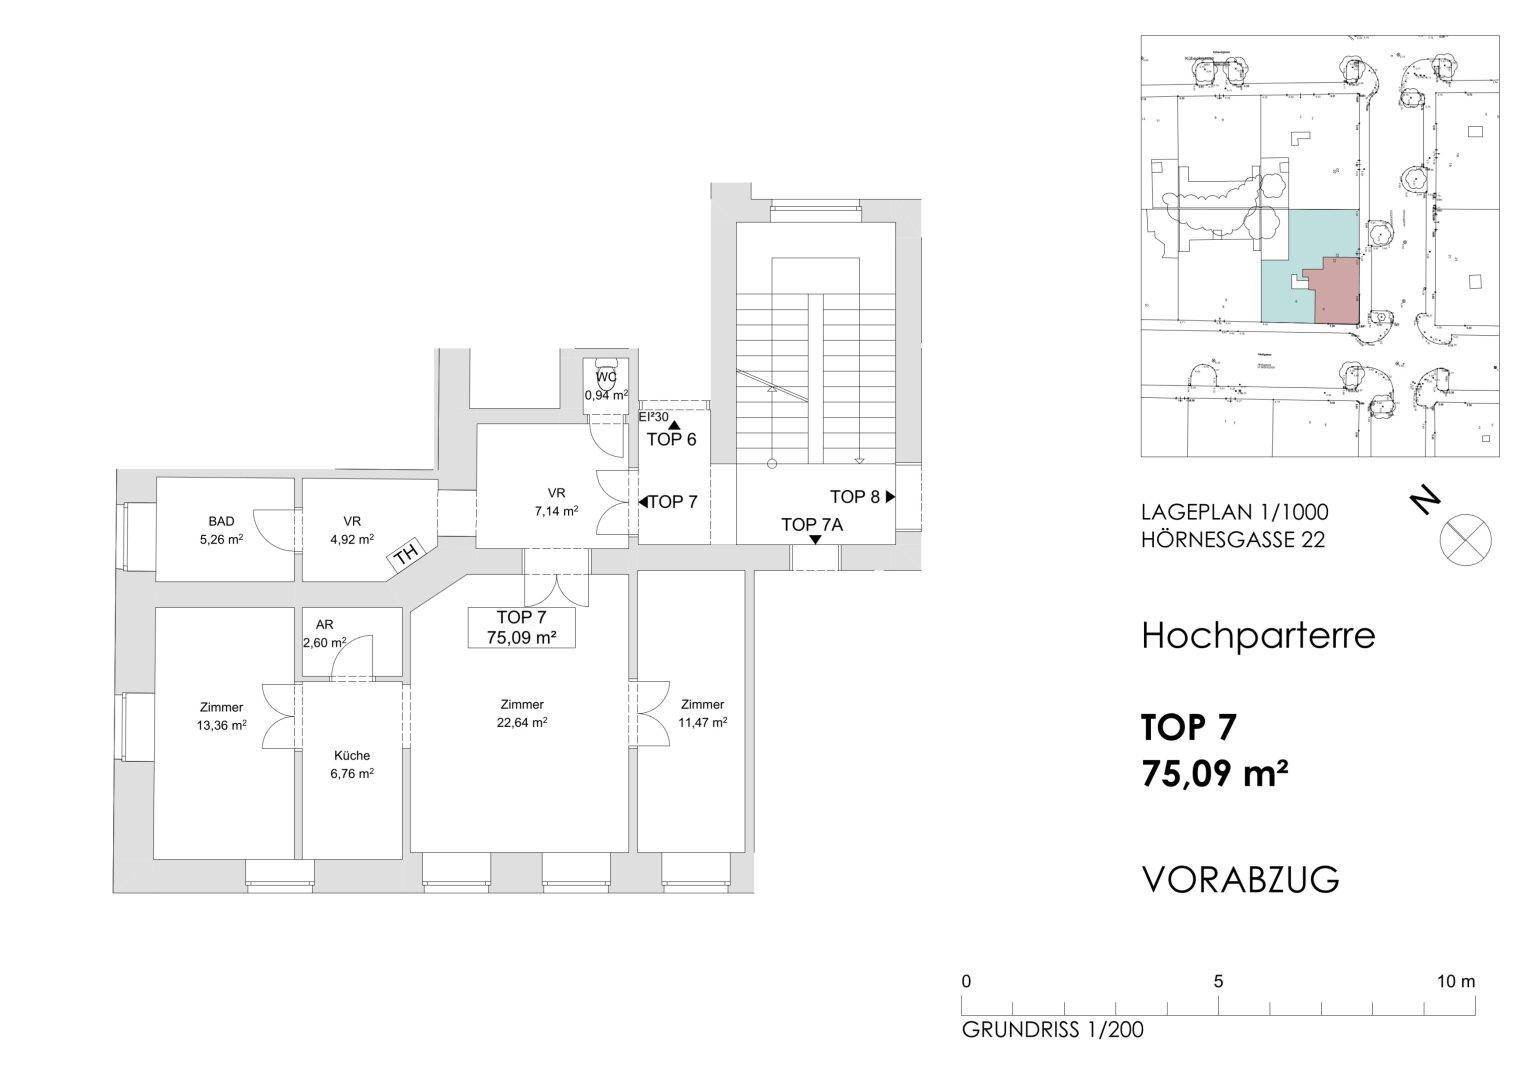 WC
0,94 m²
EI²30
TOP 6
TOP 7
TOP 8
TOP 7A
VR
7,14 m²
BAD
5,26 m²
VR
4,92 m²
TH
AR
2,60 m²
TOP 7
75,09 m²
Zimmer
13,36 m²
Zimmer
22,64 m²
Zimmer
11,47 m²
Küche
6,76 m²
LAGEPLAN 1/1000
HÖRNESGASSE 22
N
Hochparterre
TOP 7
75,09 m²
VORABZUG
0 5 10 m
GRUNDRISS 1/200